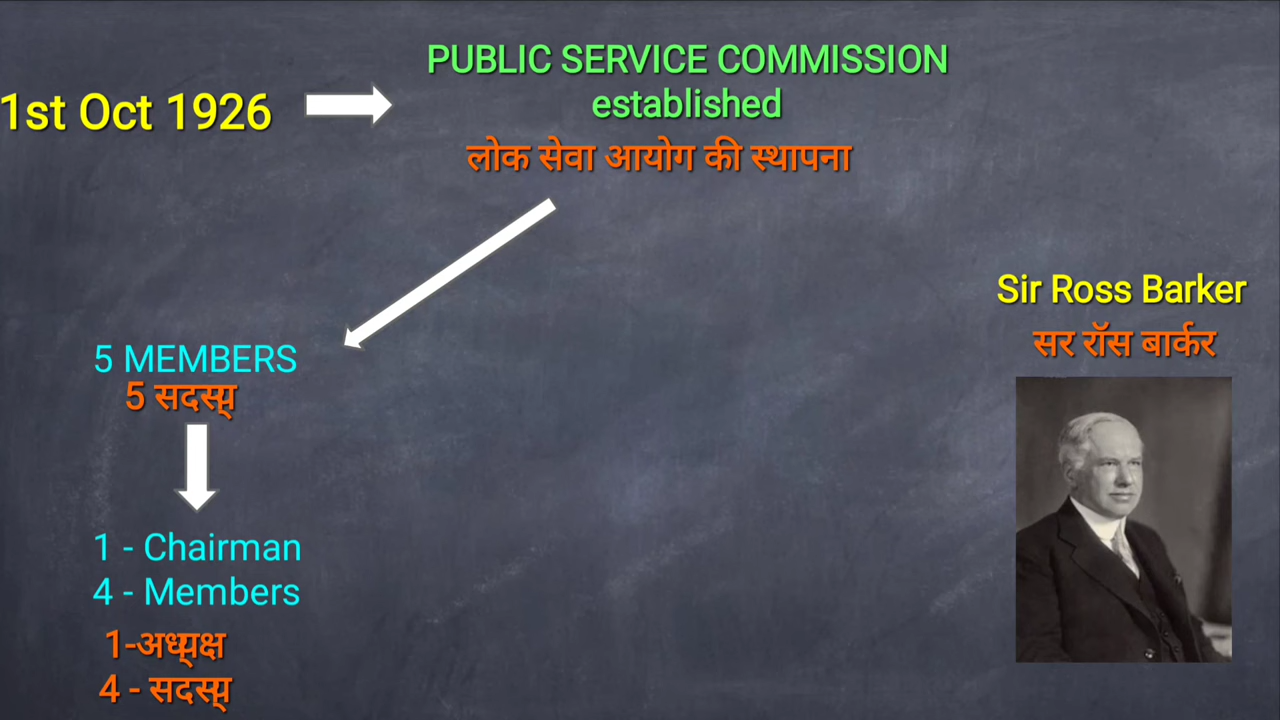 PUBLIC SERVICE COMMISSION
1st Oct 1926
established
लोक सेवा आयोग की स्थापना
Sir Ross Barker
सर रॉस बार्कर
5 MEMBERS
5 सदस्य
1 - Chairman
4 - Members
1-अध्यक्ष
4 - सदस्य